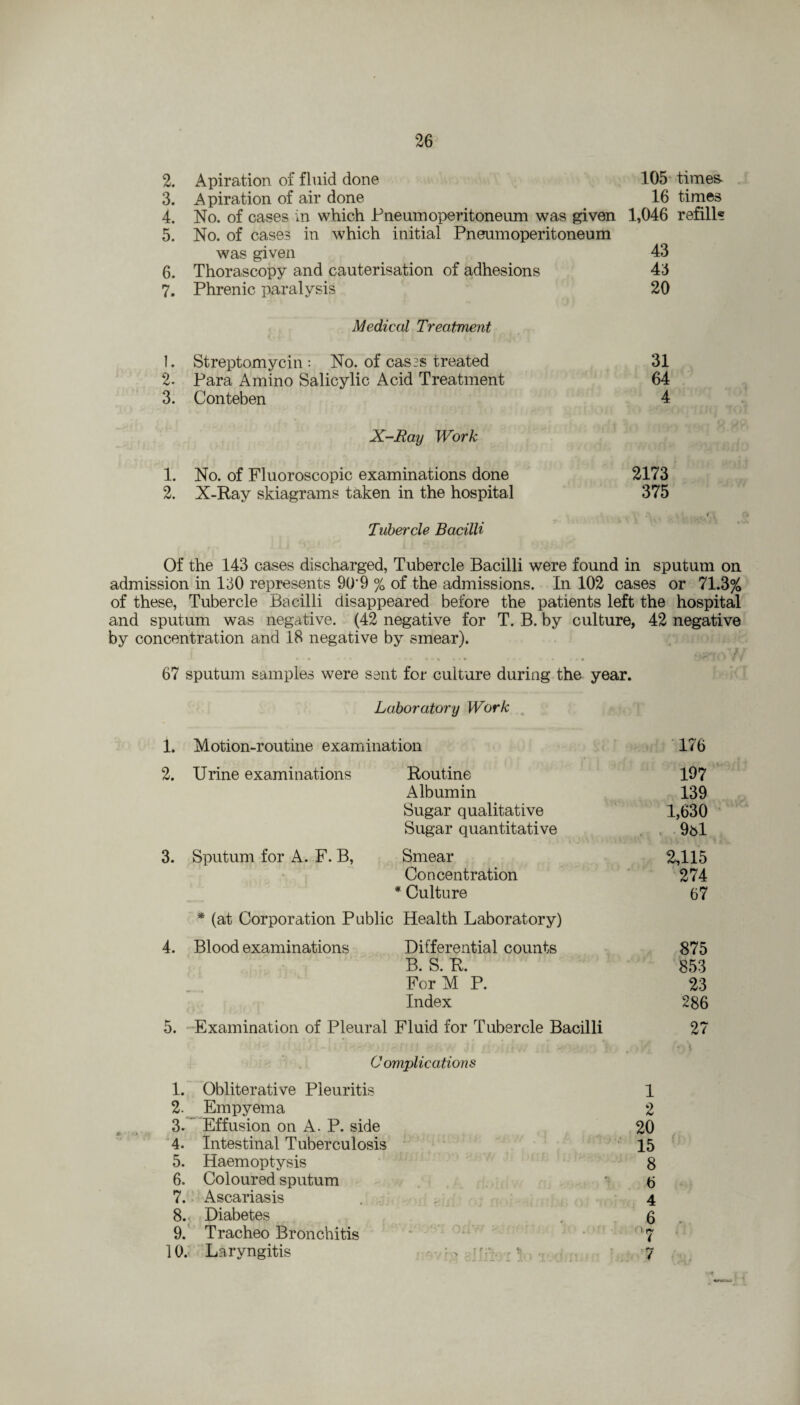 26
2. Apiration of fluid done 105 times
3. Apiration of air done 16 times
4. No. of cases in which Pneumoperitoneum was given 1,046 refills
5. No. of cases in which initial Pneumoperitoneum
was given 43
6. Thorascopy and cauterisation of adhesions 43
7. Phrenic paralysis 20
Medical Treatment
1. Streptomycin : No. of cases treated 31
2. Para Amino Salicylic Acid Treatment 64
3. Conteben 4
X-Ray Work
1. No. of Fluoroscopic examinations done 2173
2. X-Ray skiagrams taken in the hospital 375
Tubercle Bacilli
Of the 143 cases discharged, Tubercle Bacilli were found in sputum on
admission in 130 represents 90·9 % of the admissions. In 102 cases or 71.3%
of these, Tubercle Bacilli disappeared before the patients left the hospital
and sputum was negative. (42 negative for T. B. by culture, 42 negative
by concentration and 18 negative by smear).
67 sputum samples were sent for culture during the year.
Laboratory Work
1. Motion-routine examination 176
2. Urine examinations Routine 197
Albumin 139
Sugar qualitative 1,630
Sugar quantitative 981
3. Sputum for A. F. B, Smear 2,115
Concentration 274
* Culture 67
* (at Corporation Public Health Laboratory)
4. Blood examinations Differential counts 875
B. S. R. 853
For M P. 23
Index 286
5. Examination of Pleural Fluid for Tubercle Bacilli 27
Complications
1. Obliterative Pleuritis 1
2. Empyema 2
3. Effusion on A. P. side 20
4. Intestinal Tuberculosis 15
5. Haemoptysis 8
6. Coloured sputum 6
7. Ascariasis 4
8. Diabetes 6
9. Tracheo Bronchitis 7
10. Laryngitis 7